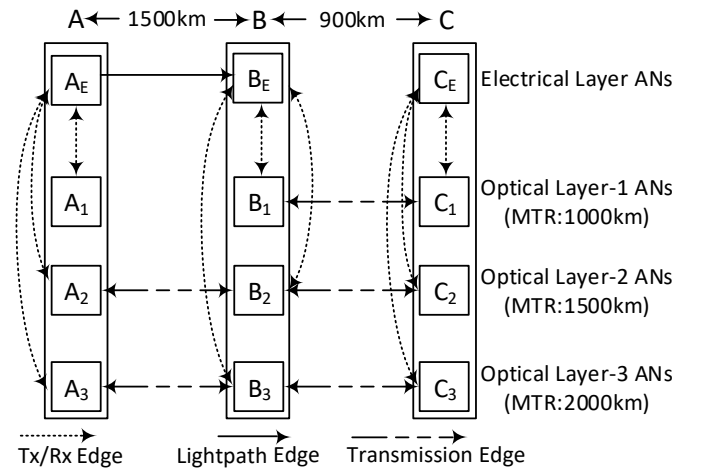 A 1500km B 900km C
A_E B_E C_E Electrical Layer ANs
A_1 B_1 C_1 Optical Layer-1 ANs
(MTR:1000km)
A_2 B_2 C_2 Optical Layer-2 ANs
(MTR:1500km)
A_3 B_3 C_3 Optical Layer-3 ANs
(MTR:2000km)
Tx/Rx Edge Lightpath Edge Transmission Edge